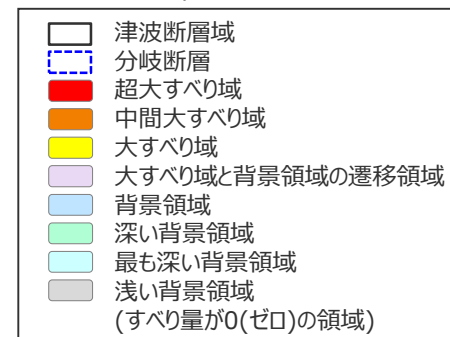 津波断層域
分岐断層
超大すべり域
中間大すべり域
大すべり域
大すべり域と背景領域の遷移領域
背景領域
深い背景領域
最も深い背景領域
浅い背景領域
(すべり量が0(ゼロ)の領域)